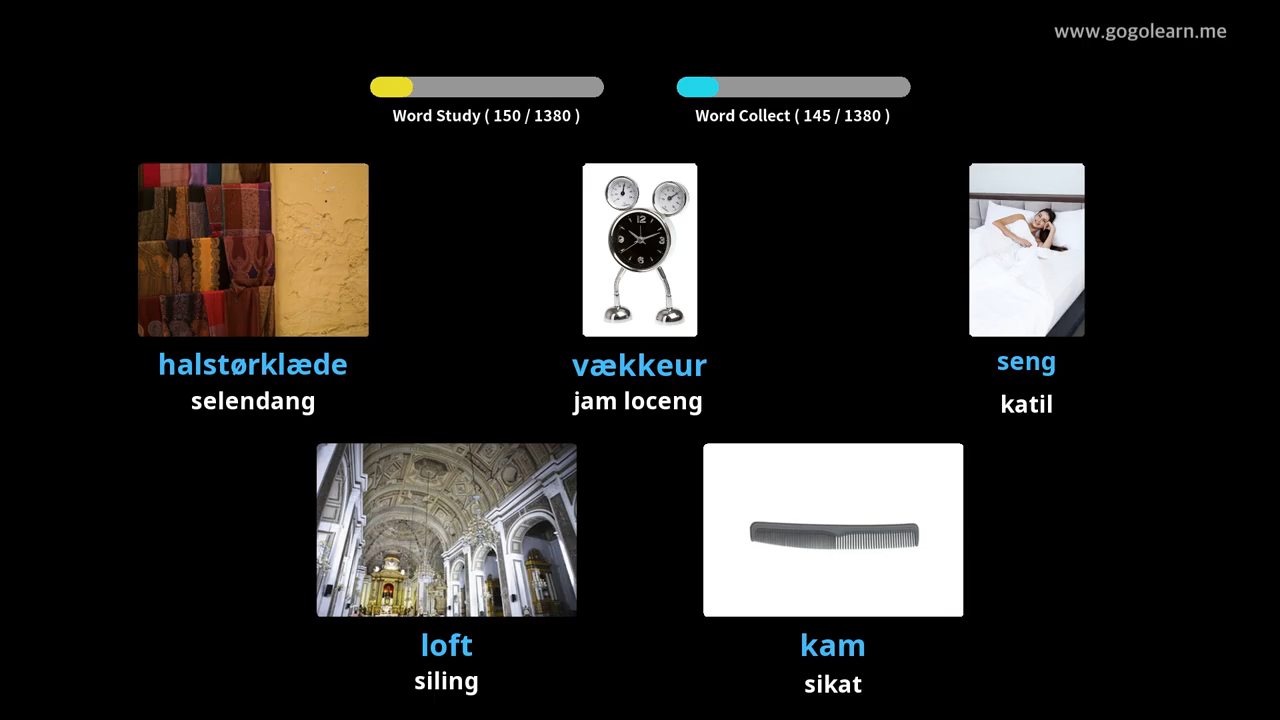 www.gogolearn.me
Word Study ( 150 / 1380 )
Word Collect ( 145 / 1380 )
halstørklæde
selendang
vækkeur
jam loceng
seng
katil
loft
siling
kam
sikat